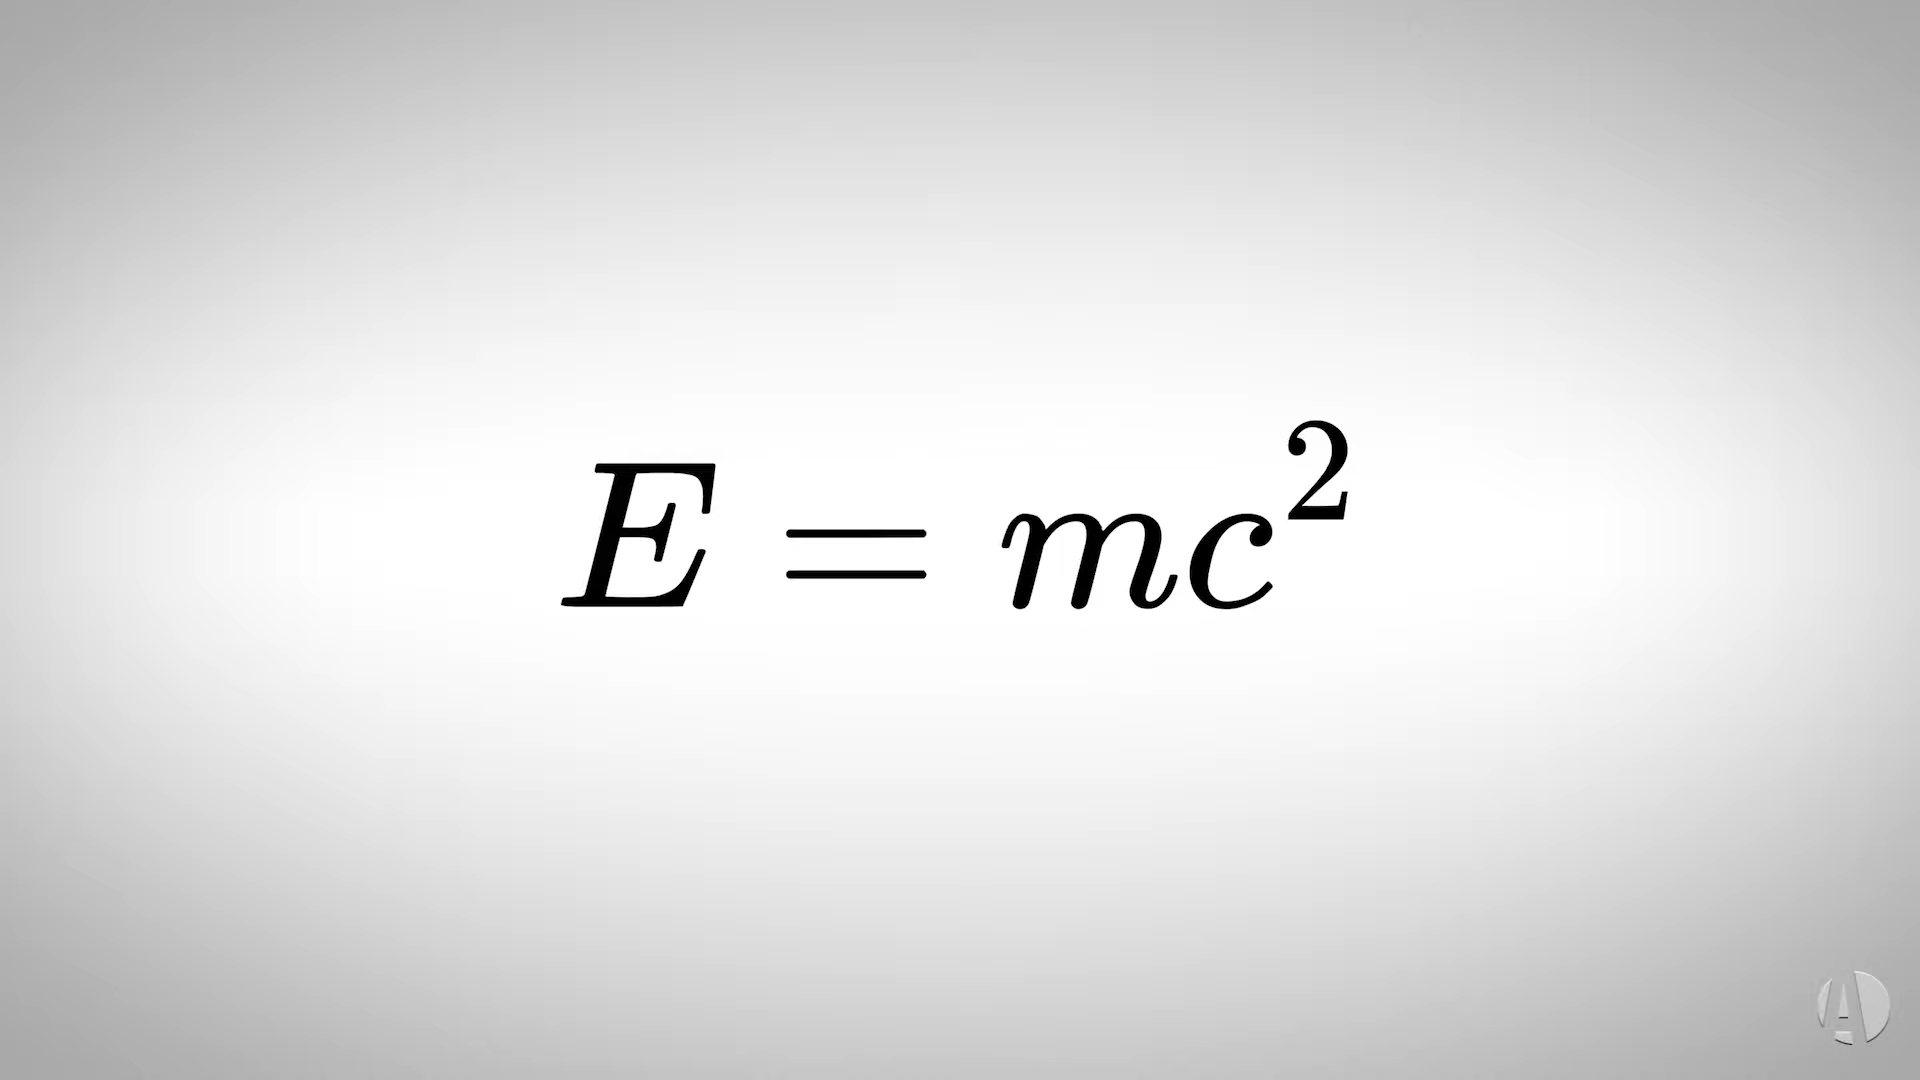 E = mc²